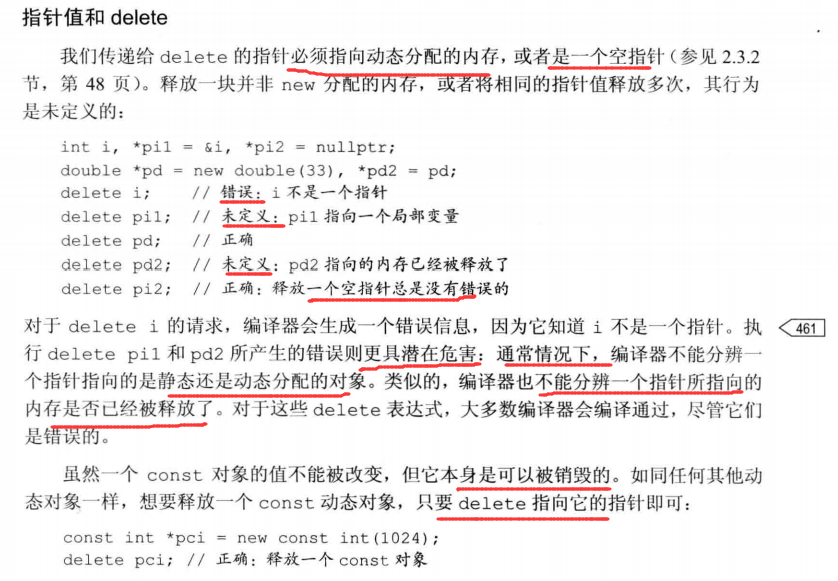 指针值和 delete
我们传递给 delete 的指针必须指向动态分配的内存，或者是一个空指针（参见 2.3.2
节，第 48 页）。释放一块并非 new 分配的内存，或者将相同的指针值释放多次，其行为
是未定义的：
int i, *pi1 = &i, *pi2 = nullptr;
double *pd = new double(33), *pd2 = pd;
delete i; // 错误：i 不是一个指针
delete pi1; // 未定义：pi1 指向一个局部变量
delete pd; // 正确
delete pd2; // 未定义：pd2 指向的内存已经被释放了
delete pi2; // 正确：释放一个空指针总是没有错误的
对于 delete i 的请求，编译器会生成一个错误信息，因为它知道 i 不是一个指针。执
461
行 delete pi1 和 pd2 所产生的错误则更具潜在危害：通常情况下，编译器不能分辨一
个指针指向的是静态还是动态分配的对象。类似的，编译器也不能分辨一个指针所指向的
内存是否已经被释放了。对于这些 delete 表达式，大多数编译器会编译通过，尽管它们
是错误的。
虽然一个 const 对象的值不能被改变，但它本身是可以被销毁的。如同任何其他动
态对象一样，想要释放一个 const 动态对象，只要 delete 指向它的指针即可：
const int *pci = new const int(1024);
delete pci; // 正确：释放一个 const 对象